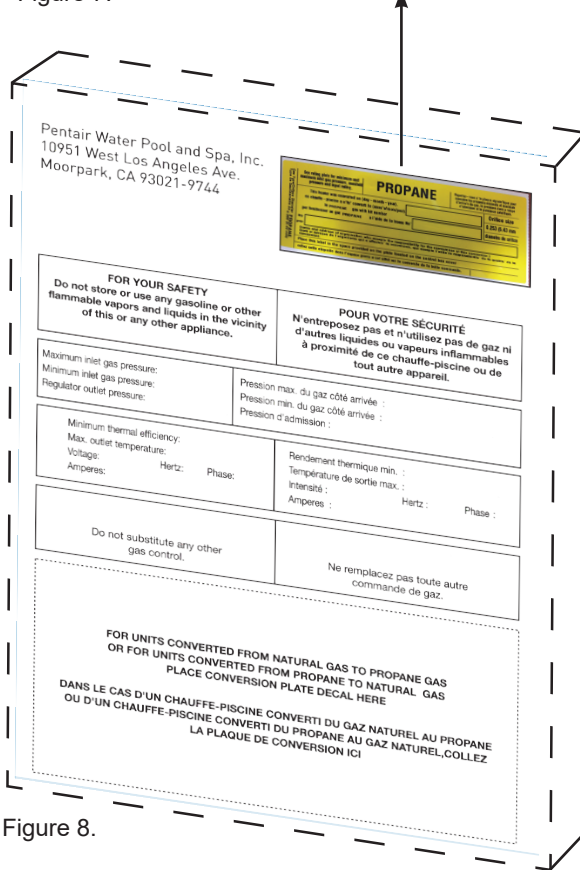 Pentair Water Pool and Spa, Inc.
10951 West Los Angeles Ave.
Moorpark, CA 93021-9744
PROPANE
FOR YOUR SAFETY
Do not store or use any gasoline or other
flammable vapors and liquids in the vicinity
of this or any other appliance.
POUR VOTRE SÉCURITÉ
N'entreposez pas et n'utilisez pas de gaz ni
d'autres liquides ou vapeurs inflammables
à proximité de ce chauffe-piscine ou de
tout autre appareil.
Maximum inlet gas pressure:
Minimum inlet gas pressure:
Regulator outlet pressure:
Pression max. du gaz côté arrivée :
Pression min. du gaz côté arrivée :
Pression d'admission :
Minimum thermal efficiency:
Max. outlet temperature:
Voltage: Hertz: Phase:
Amperes:
Rendement thermique min. :
Température de sortie max. :
Intensité : Hertz : Phase :
Amperes :
Do not substitute any other
gas control.
Ne remplacez pas toute autre
commande de gaz.
FOR UNITS CONVERTED FROM NATURAL GAS TO PROPANE GAS
OR FOR UNITS CONVERTED FROM PROPANE TO NATURAL GAS
PLACE CONVERSION PLATE DECAL HERE
DANS LE CAS D'UN CHAUFFE-PISCINE CONVERTI DU GAZ NATUREL AU PROPANE
OU D'UN CHAUFFE-PISCINE CONVERTI DU PROPANE AU GAZ NATUREL,COLLEZ
LA PLAQUE DE CONVERSION ICI
Figure 8.